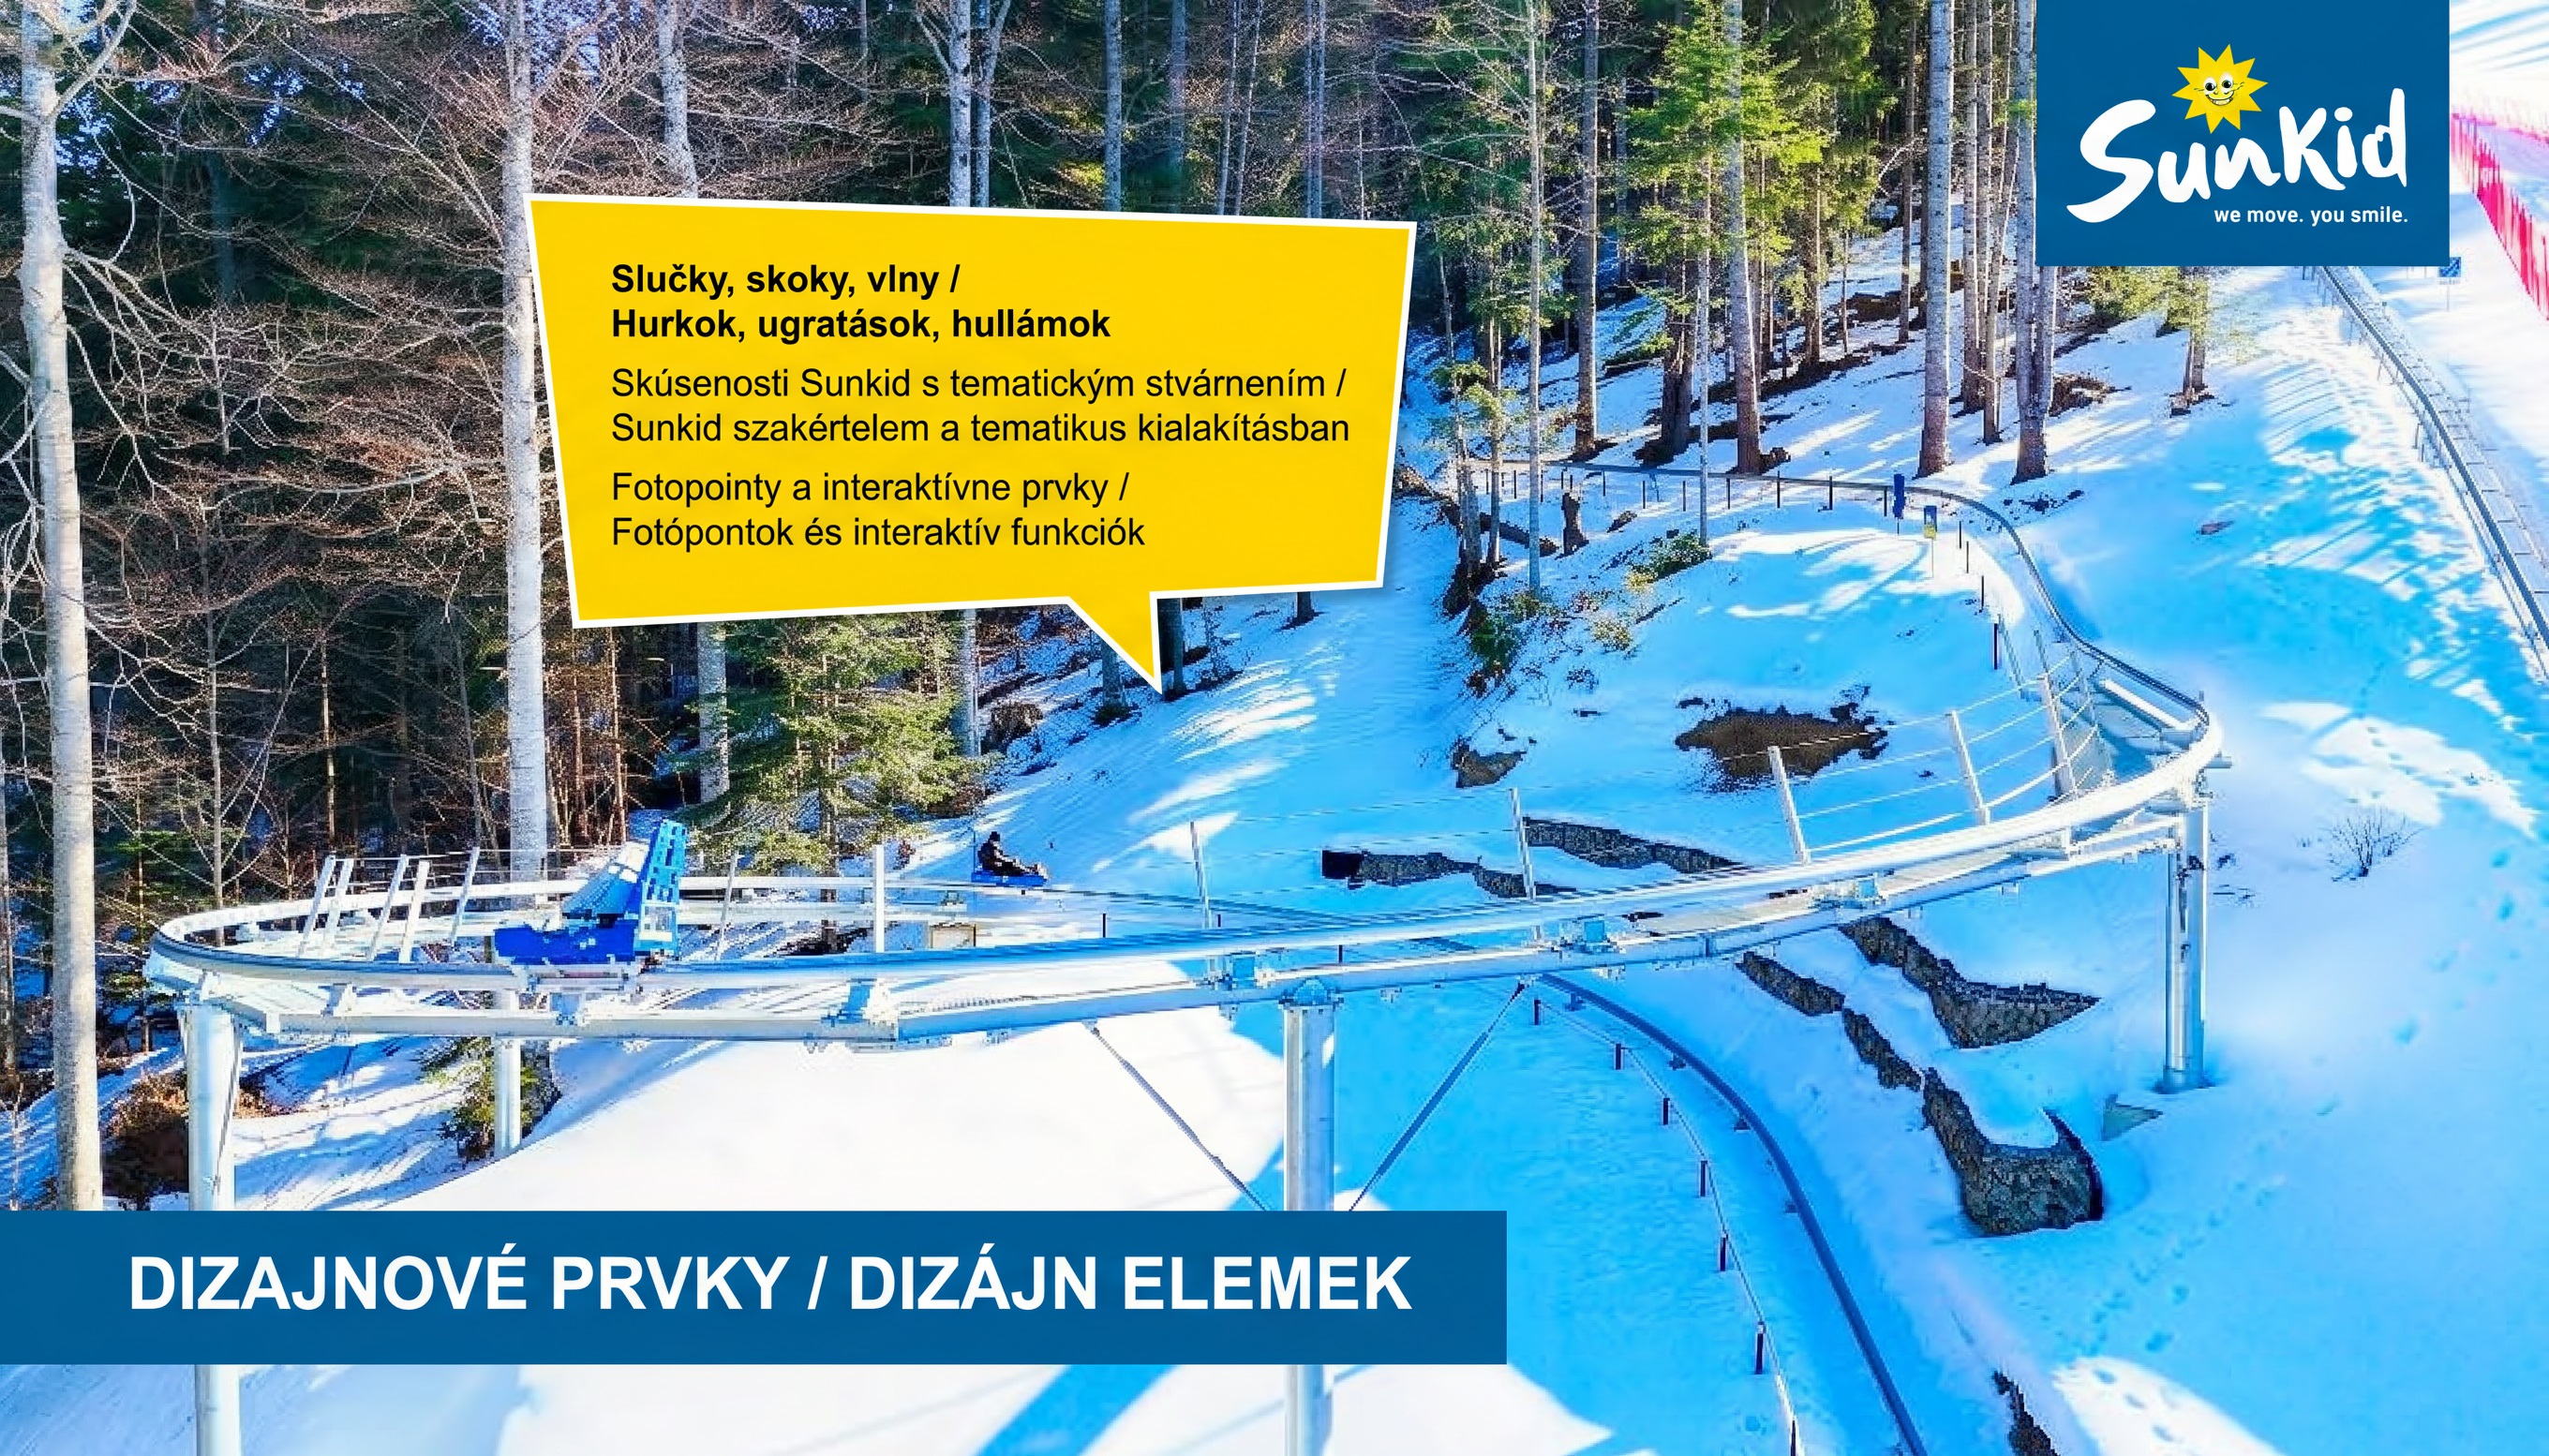 SunKid
we move. you smile.
Slučky, skoky, vlny /
Hurkok, ugratások, hullámok
Skúsenosti Sunkid s tematickým stvárnením /
Sunkid szakértelem a tematikus kialakításban
Fotopointy a interaktívne prvky /
Fotópontok és interaktív funkciók
DIZAJNOVÉ PRVKY / DIZÁJN ELEMEK